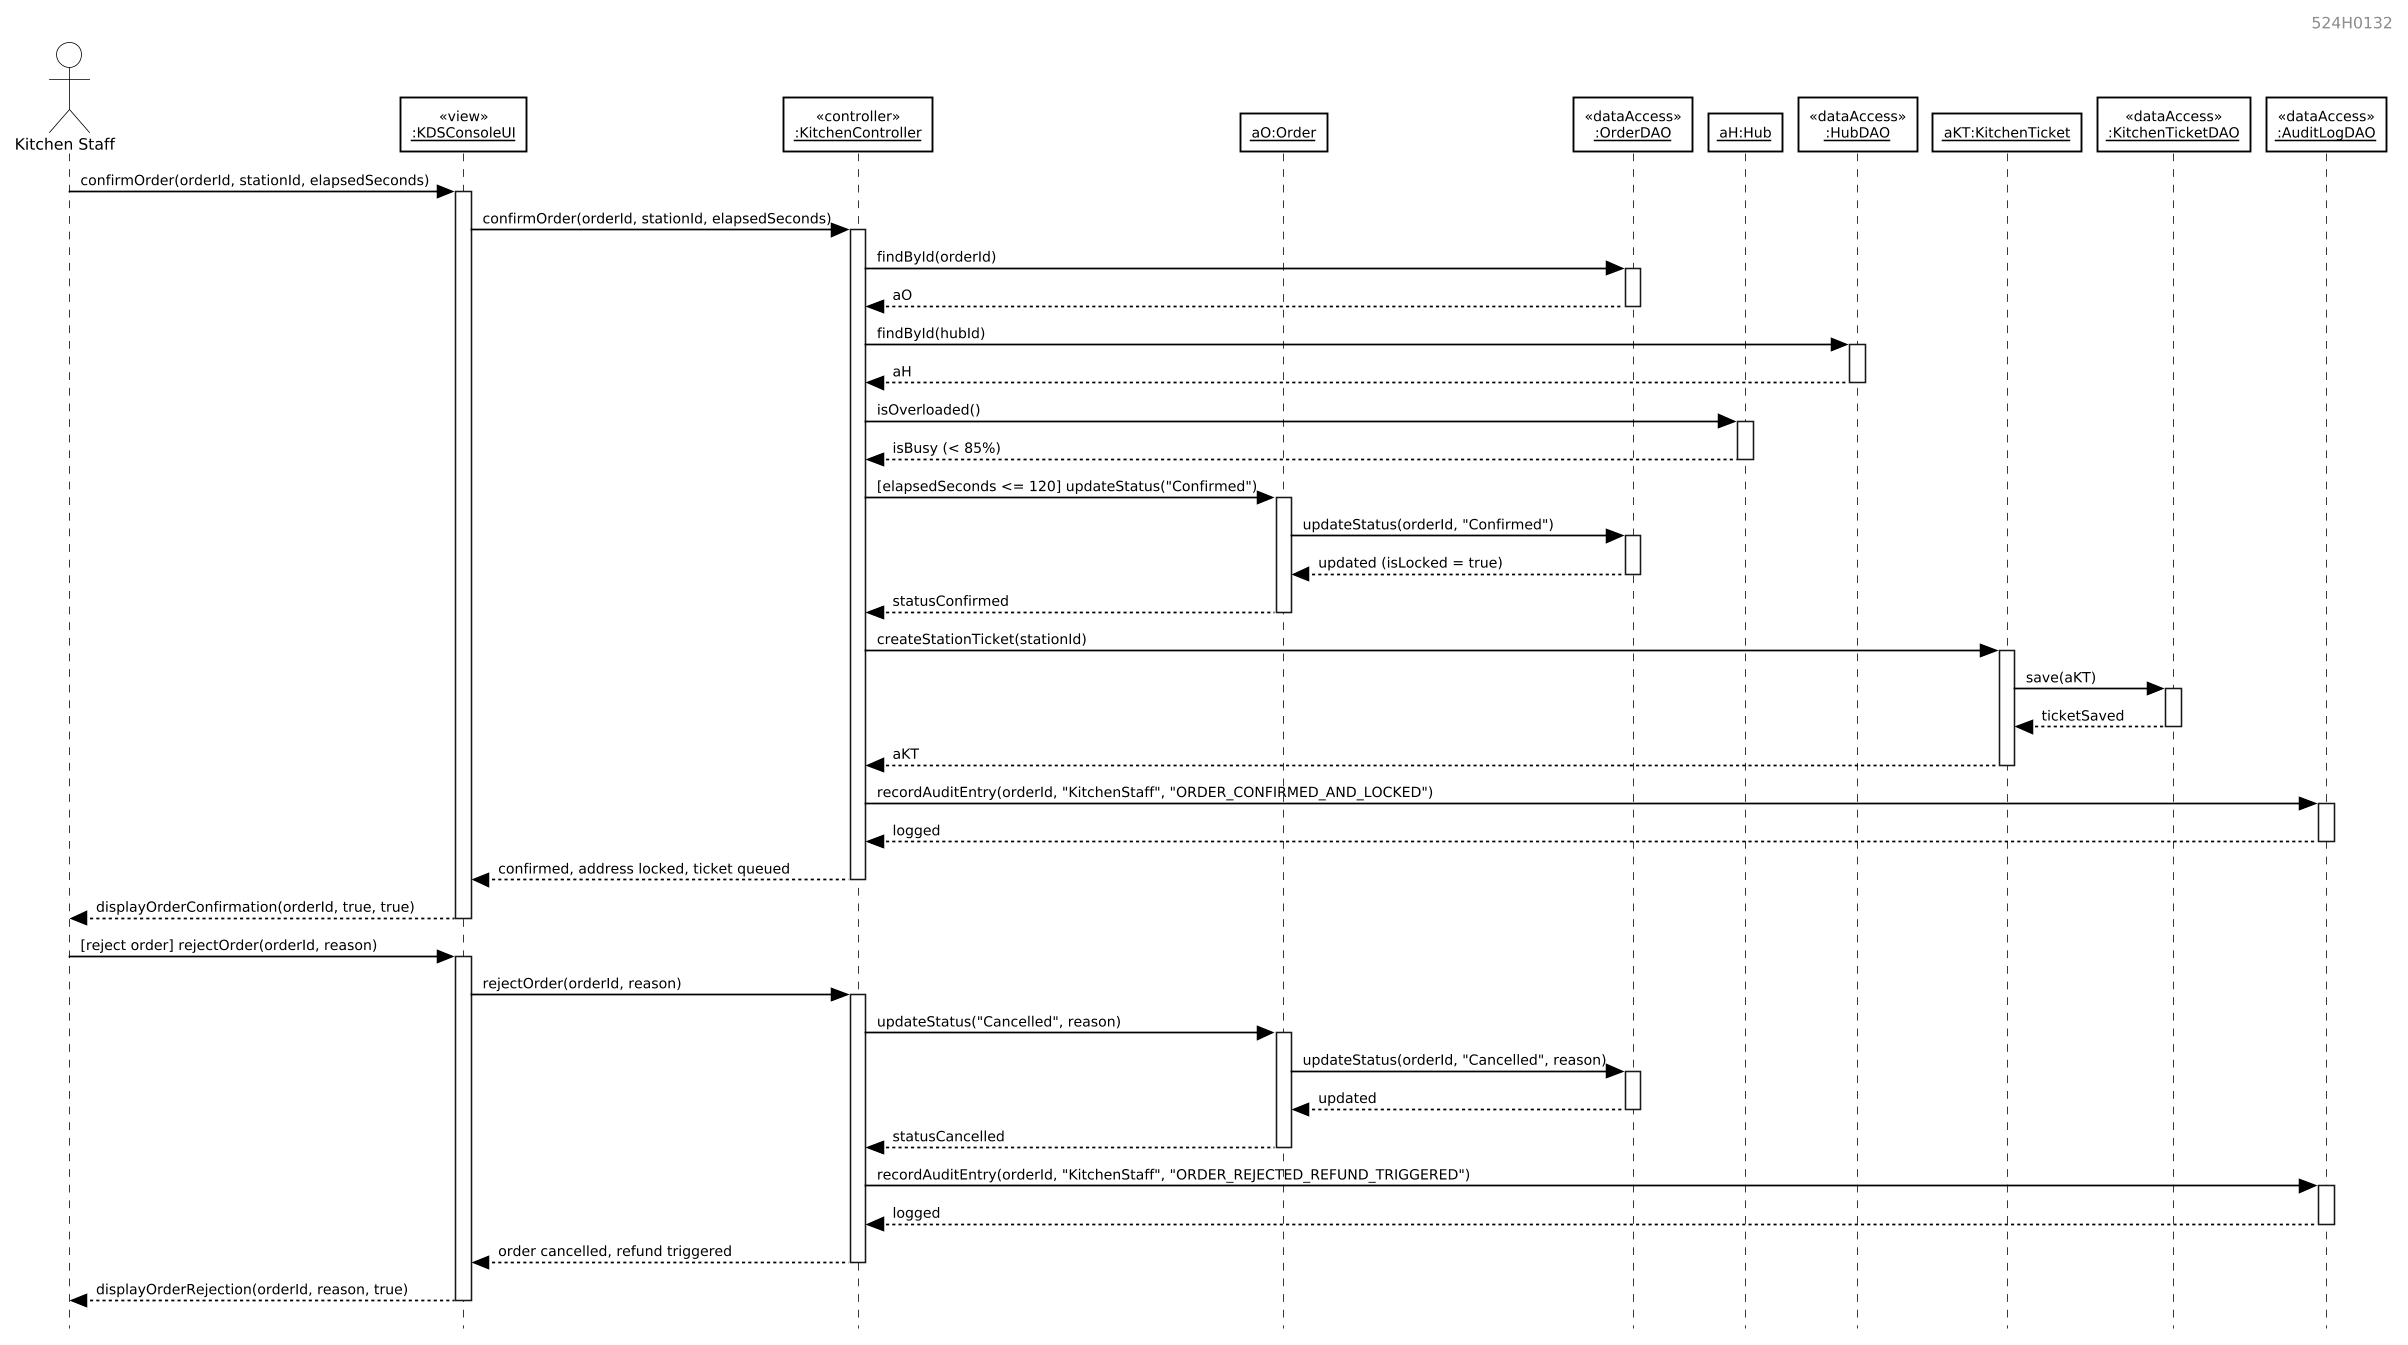 524H0132
Kitchen Staff
«view»
:KDSConsoleUI
«controller»
:KitchenController
aO:Order
«dataAccess»
:OrderDAO
aH:Hub
«dataAccess»
:HubDAO
aKT:KitchenTicket
«dataAccess»
:KitchenTicketDAO
«dataAccess»
:AuditLogDAO
confirmOrder(orderId, stationId, elapsedSeconds)
confirmOrder(orderId, stationId, elapsedSeconds)
findById(orderId)
aO
findById(hubId)
aH
isOverloaded()
isBusy (< 85%)
[elapsedSeconds <= 120] updateStatus("Confirmed")
updateStatus(orderId, "Confirmed")
updated (isLocked = true)
statusConfirmed
createStationTicket(stationId)
save(aKT)
ticketSaved
aKT
recordAuditEntry(orderId, "KitchenStaff", "ORDER_CONFIRMED_AND_LOCKED")
logged
confirmed, address locked, ticket queued
displayOrderConfirmation(orderId, true, true)
[reject order] rejectOrder(orderId, reason)
rejectOrder(orderId, reason)
updateStatus("Cancelled", reason)
updateStatus(orderId, "Cancelled", reason)
updated
statusCancelled
recordAuditEntry(orderId, "KitchenStaff", "ORDER_REJECTED_REFUND_TRIGGERED")
logged
order cancelled, refund triggered
displayOrderRejection(orderId, reason, true)